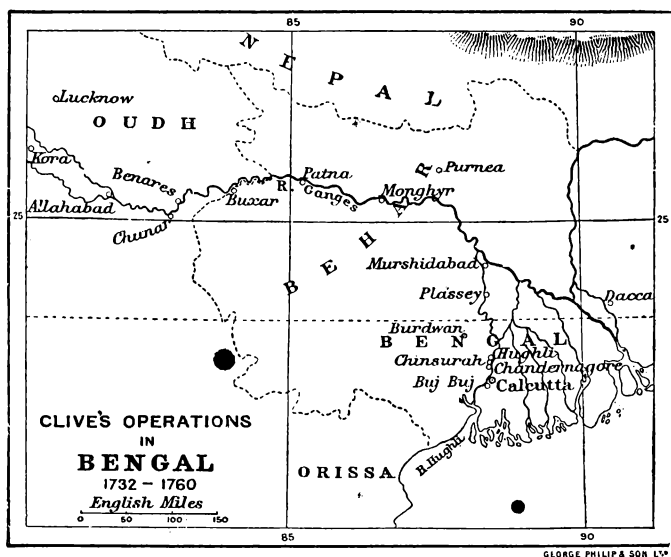 85
90
NEPAL
Lucknow
OUDH
Kora
Benares
Patna
Purnea
R. Ganges
Monghyr
Allahabad
Buxar
25
25
Chunar
BEHAR
Murshidabad
Plassey
Dacca
Burdwan
BENGAL
Hughli
Chinsurah
Chandernagore
Buj Buj
Calcutta
CLIVE'S OPERATIONS
IN
BENGAL
1732 – 1760
English Miles
0 50 100 150
ORISSA
R. Hughli
85
90
GEORGE PHILIP & SON LTD